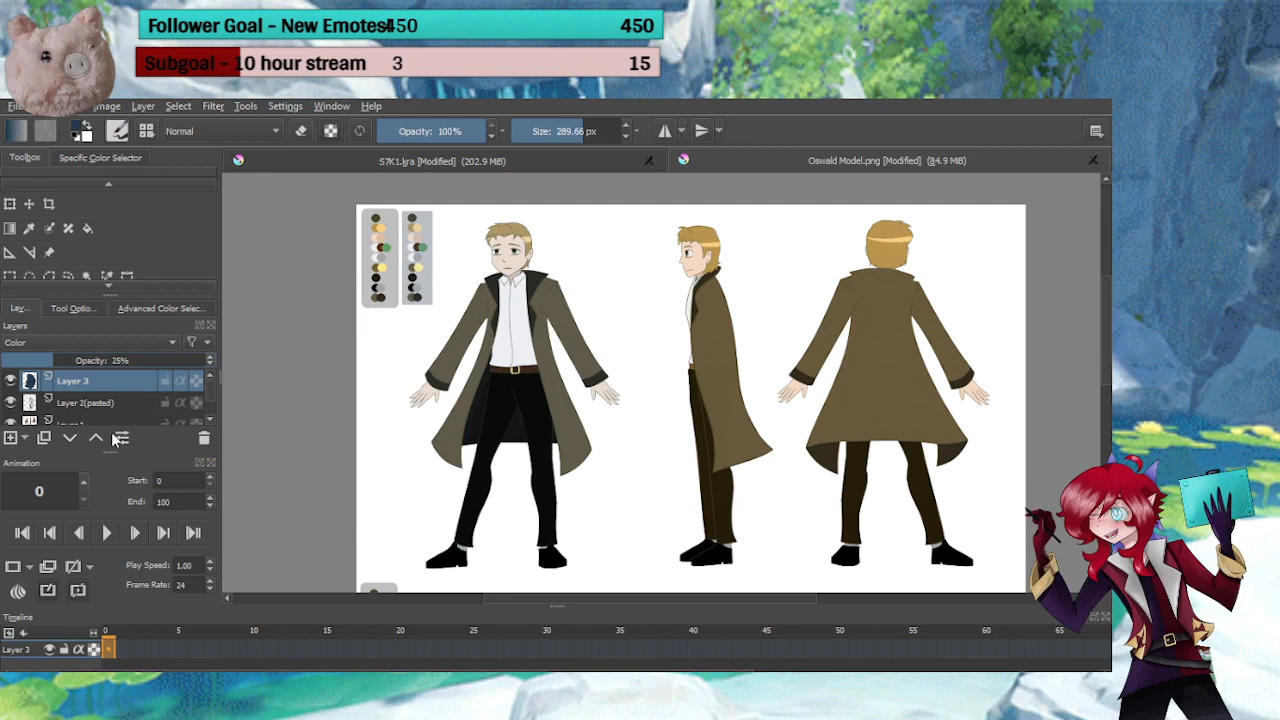 Follower Goal - New Emotes! 450 450
Subgoal - 10 hour stream 3 15
Layer Select Filter Tools Settings Window Help
Normal Opacity: 100% Size: 289.66 px
Toolbox Specific Color Selector
S7K1.kra [Modified] (202.9 MiB)
Oswald Model.png [Modified] (84.9 MiB)
Lay... Tool Optio... Advanced Color Selec...
Layers
Color
Opacity: 25%
Layer 3
Layer 2(pasted)
Animation
0
Start: 0
End: 100
Play Speed: 1.00
Frame Rate: 24
Timeline
0 5 10 15 20 25 30 35 40 45 50 55 60 65
Layer 3